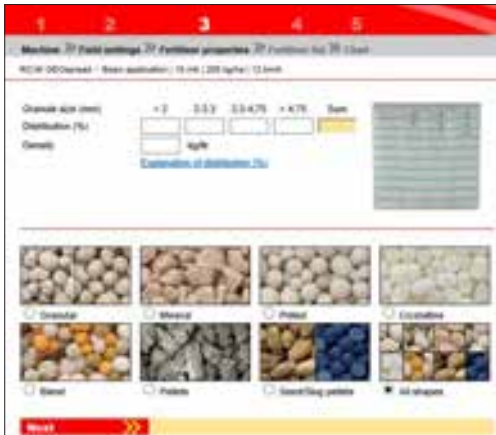 1 2 3 4 5
Machine Field settings Fertiliser properties Fertiliser list Chart
Granule size (mm) < 2 2-3.3 3.3-4.75 > 4.75 Sum
Distribution (%)
Density kg/ltr
Explanation of distribution (%)
Granular Mineral Prilled Crystalline
Blend Pellets Seed/Slug pellets All shapes
Next